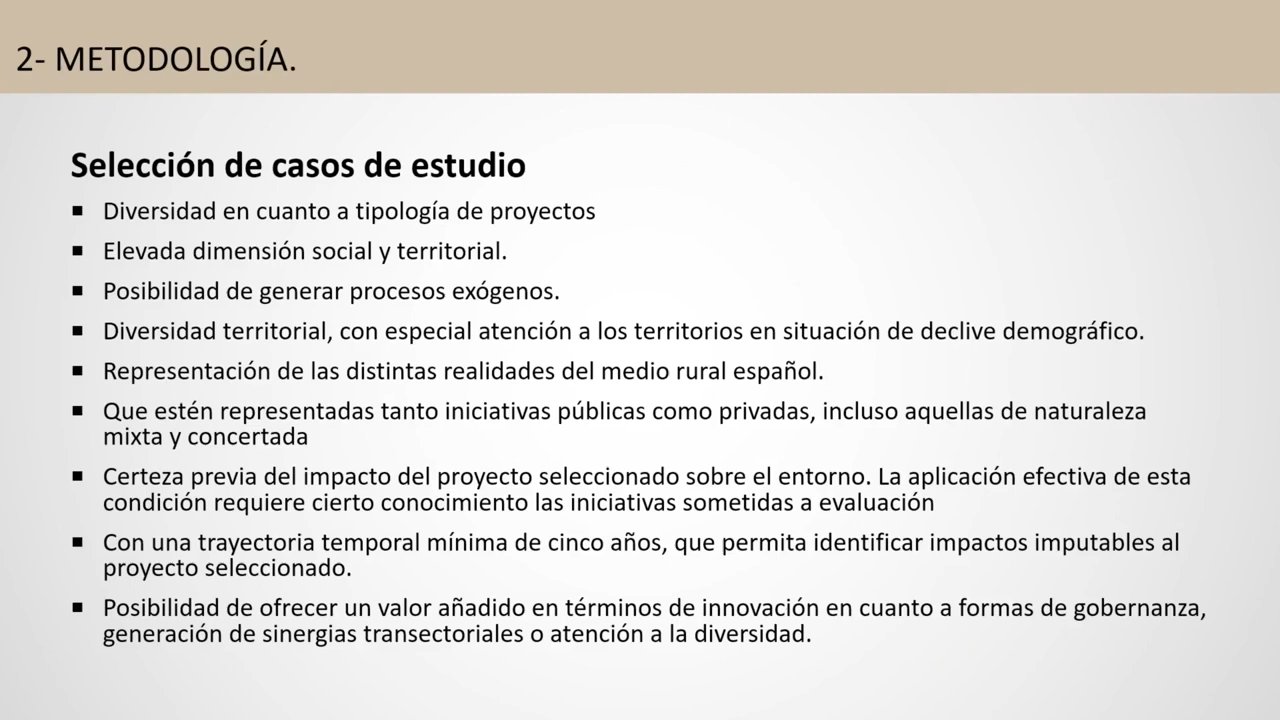 2- METODOLOGÍA.
Selección de casos de estudio
▪ Diversidad en cuanto a tipología de proyectos
▪ Elevada dimensión social y territorial.
▪ Posibilidad de generar procesos exógenos.
▪ Diversidad territorial, con especial atención a los territorios en situación de declive demográfico.
▪ Representación de las distintas realidades del medio rural español.
▪ Que estén representadas tanto iniciativas públicas como privadas, incluso aquellas de naturaleza
mixta y concertada
▪ Certeza previa del impacto del proyecto seleccionado sobre el entorno. La aplicación efectiva de esta
condición requiere cierto conocimiento las iniciativas sometidas a evaluación
▪ Con una trayectoria temporal mínima de cinco años, que permita identificar impactos imputables al
proyecto seleccionado.
▪ Posibilidad de ofrecer un valor añadido en términos de innovación en cuanto a formas de gobernanza,
generación de sinergias transectoriales o atención a la diversidad.